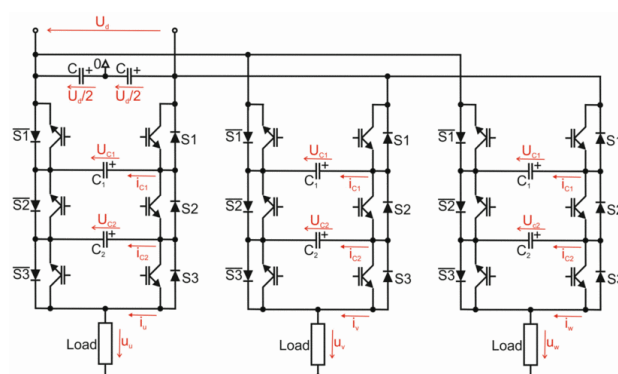 U_d
C + 0 C +
U_d/2 U_d/2
S1 S1 S1 S1 S1 S1
U_C1 U_C1 U_C1
C_1 + i_C1 C_1 + i_C1 C_1 + i_C1
S2 S2 S2 S2 S2 S2
U_C2 U_C2 U_c2
C_2 + i_C2 C_2 + i_C2 C_2 + i_C2
S3 S3 S3 S3 S3 S3
i_u i_v i_w
Load u_u Load u_v Load u_w